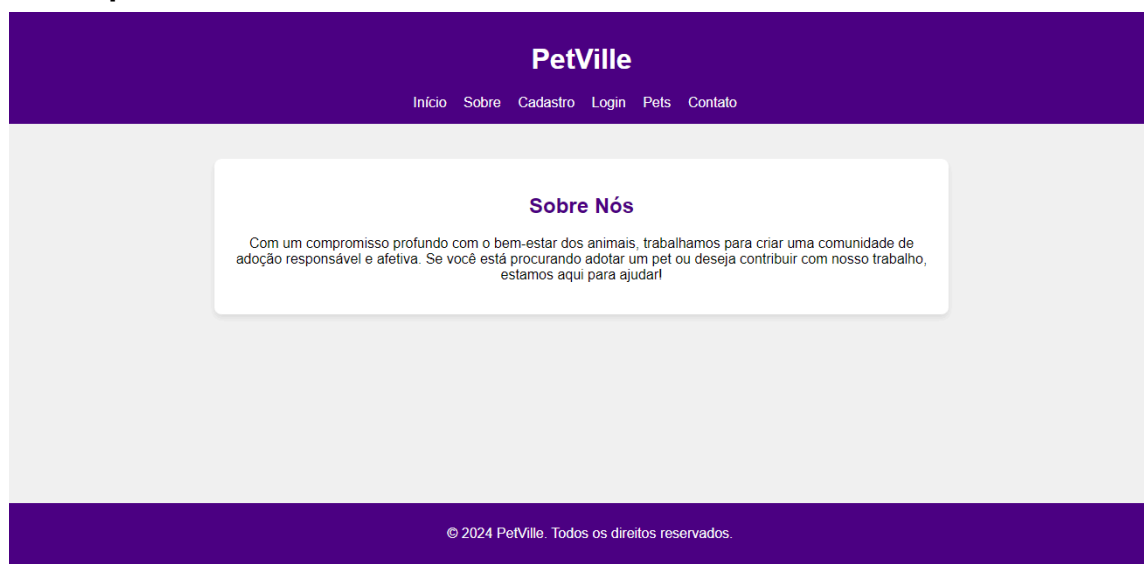 PetVille
Início Sobre Cadastro Login Pets Contato
Sobre Nós
Com um compromisso profundo com o bem-estar dos animais, trabalhamos para criar uma comunidade de
adoção responsável e afetiva. Se você está procurando adotar um pet ou deseja contribuir com nosso trabalho,
estamos aqui para ajudar!
© 2024 PetVille. Todos os direitos reservados.